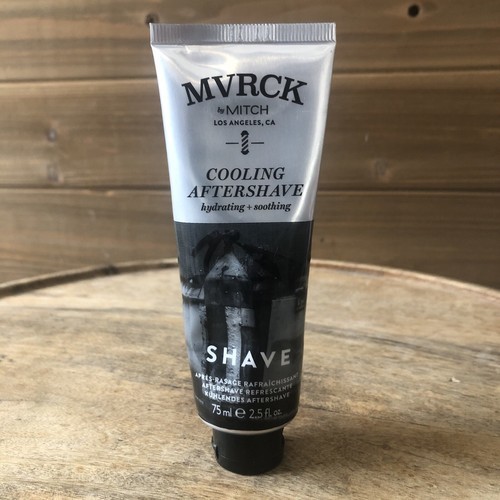 MVRCK
by MITCH
LOS ANGELES, CA
COOLING
AFTERSHAVE
hydrating + soothing
SHAVE
APRÈS-RASAGE RAFRAÎCHISSANT
AFTERSHAVE REFRESCANTE
KÜHLENDES AFTERSHAVE
75 ml e 2.5 fl. oz.